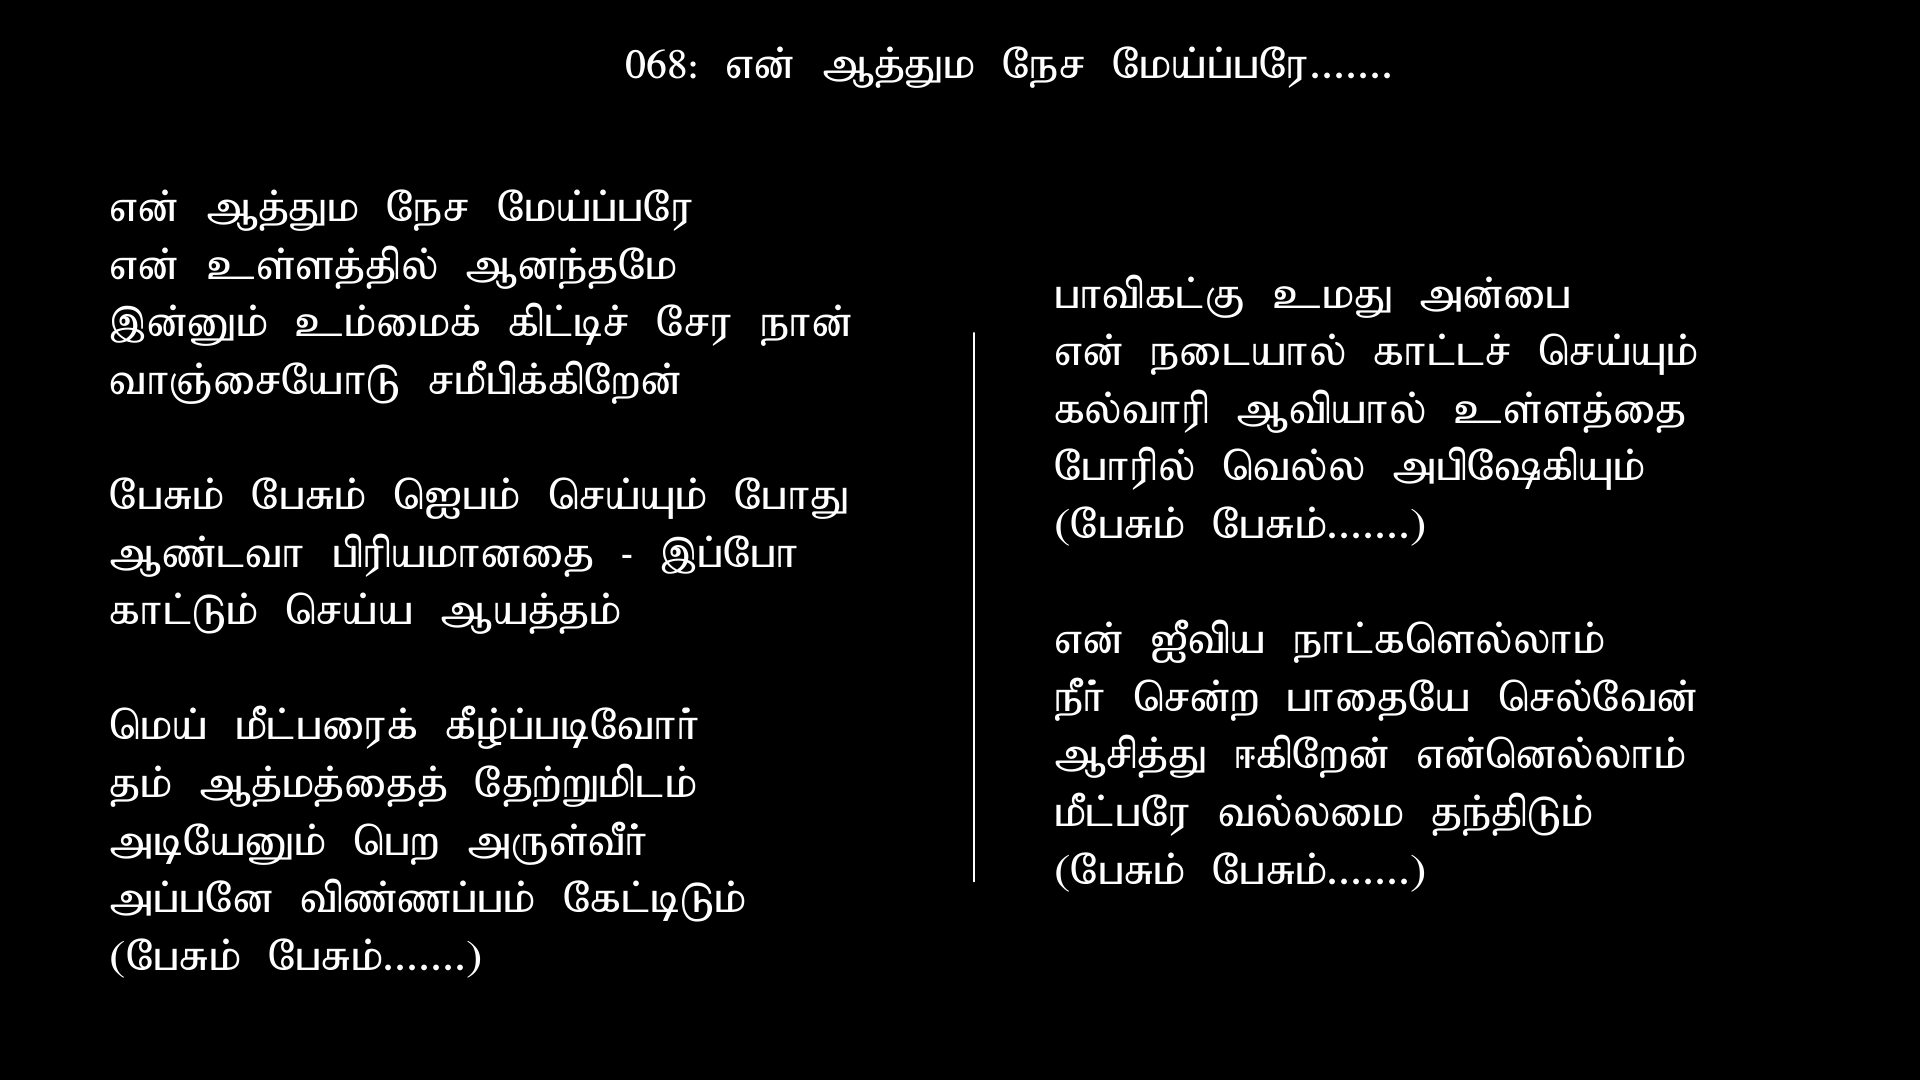 068: என் ஆத்தும நேச மேய்ப்பரே.......
என் ஆத்தும நேச மேய்ப்பரே
என் உள்ளத்தில் ஆனந்தமே
இன்னும் உம்மைக் கிட்டிச் சேர நான்
வாஞ்சையோடு சமீபிக்கிறேன்
பேசும் பேசும் ஜெபம் செய்யும் போது
ஆண்டவா பிரியமானதை - இப்போ
காட்டும் செய்ய ஆயத்தம்
மெய் மீட்பரைக் கீழ்ப்படிவோர்
தம் ஆத்மத்தைத் தேற்றுமிடம்
அடியேனும் பெற அருள்வீர்
அப்பனே விண்ணப்பம் கேட்டிடும்
(பேசும் பேசும்.......)
பாவிகட்கு உமது அன்பை
என் நடையால் காட்டச் செய்யும்
கல்வாரி ஆவியால் உள்ளத்தை
போரில் வெல்ல அபிஷேகியும்
(பேசும் பேசும்.......)
என் ஜீவிய நாட்களெல்லாம்
நீர் சென்ற பாதையே செல்வேன்
ஆசித்து ஈகிறேன் என்னெல்லாம்
மீட்பரே வல்லமை தந்திடும்
(பேசும் பேசும்.......)